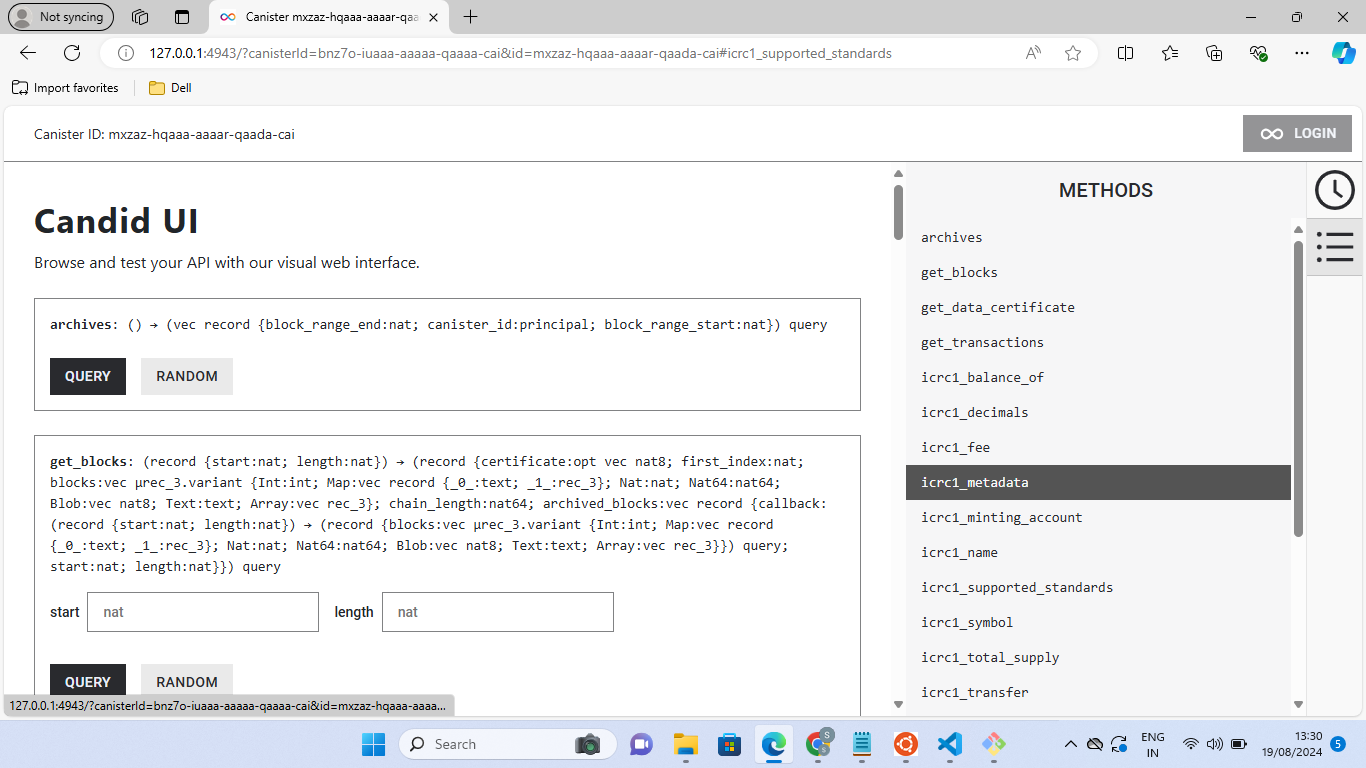 Not syncing
Canister mxzaz-hqaaa-aaaar-qaa
127.0.0.1:4943/?canisterId=bnz7o-iuaaa-aaaaa-qaaaa-cai&id=mxzaz-hqaaa-aaaar-qaada-cai#icrc1_supported_standards
Import favorites
Dell
Canister ID: mxzaz-hqaaa-aaaar-qaada-cai
LOGIN
Candid UI
Browse and test your API with our visual web interface.
archives: () → (vec record {block_range_end:nat; canister_id:principal; block_range_start:nat}) query
QUERY
RANDOM
get_blocks: (record {start:nat; length:nat}) → (record {certificate:opt vec nat8; first_index:nat;
blocks:vec μrec_3.variant {Int:int; Map:vec record {_0_:text; _1_:rec_3}; Nat:nat; Nat64:nat64;
Blob:vec nat8; Text:text; Array:vec rec_3}; chain_length:nat64; archived_blocks:vec record {callback:
(record {start:nat; length:nat}) → (record {blocks:vec μrec_3.variant {Int:int; Map:vec record
{_0_:text; _1_:rec_3}; Nat:nat; Nat64:nat64; Blob:vec nat8; Text:text; Array:vec rec_3}}) query;
start:nat; length:nat}}) query
start
nat
length
nat
QUERY
RANDOM
127.0.0.1:4943/?canisterId=bnz7o-iuaaa-aaaaa-qaaaa-cai&id=mxzaz-hqaaa-aaaa...
METHODS
archives
get_blocks
get_data_certificate
get_transactions
icrc1_balance_of
icrc1_decimals
icrc1_fee
icrc1_metadata
icrc1_minting_account
icrc1_name
icrc1_supported_standards
icrc1_symbol
icrc1_total_supply
icrc1_transfer
Search
S
ENG
IN
13:30
19/08/2024
5